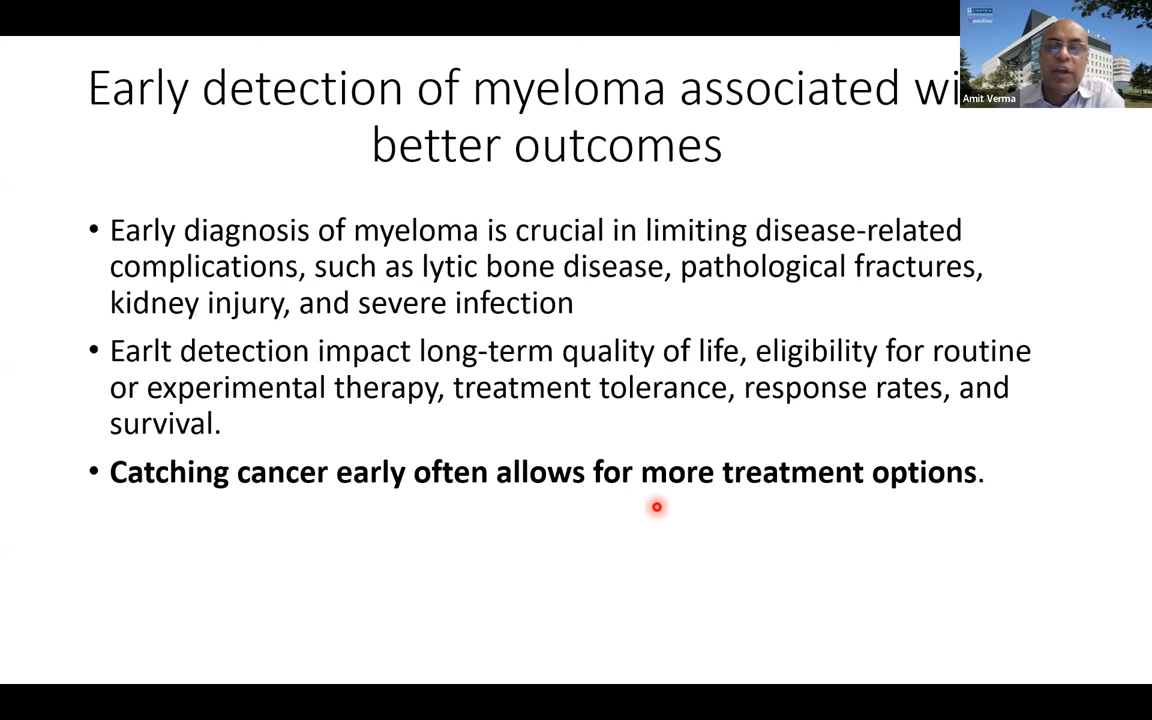 Early detection of myeloma associated wi
better outcomes
• Early diagnosis of myeloma is crucial in limiting disease-related
complications, such as lytic bone disease, pathological fractures,
kidney injury, and severe infection
• Earlt detection impact long-term quality of life, eligibility for routine
or experimental therapy, treatment tolerance, response rates, and
survival.
• Catching cancer early often allows for more treatment options.
Amit Verma